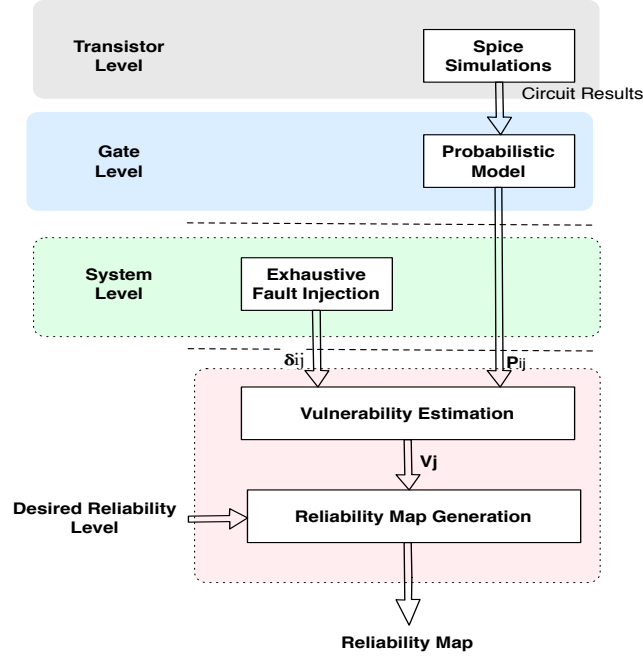 Transistor
Level
Spice
Simulations
Circuit Results
Gate
Level
Probabilistic
Model
System
Level
Exhaustive
Fault Injection
δij
Pij
Vulnerability Estimation
Vj
Desired Reliability
Level
Reliability Map Generation
Reliability Map